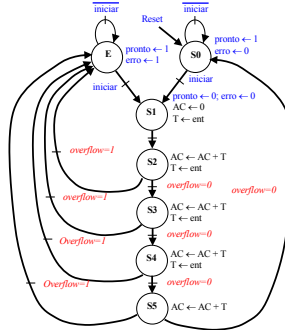 iniciar
iniciar
Reset
pronto ← 1
erro ← 1
pronto ← 1
erro ← 0
E
S0
iniciar
iniciar
pronto ← 0; erro ← 0
S1
AC ← 0
T ← ent
overflow=1
S2
AC ← AC + T
T ← ent
overflow=0
overflow=0
overflow=1
S3
AC ← AC + T
T ← ent
overflow=0
Overflow=1
S4
AC ← AC + T
overflow=0
Overflow=1
S5
AC ← AC + T